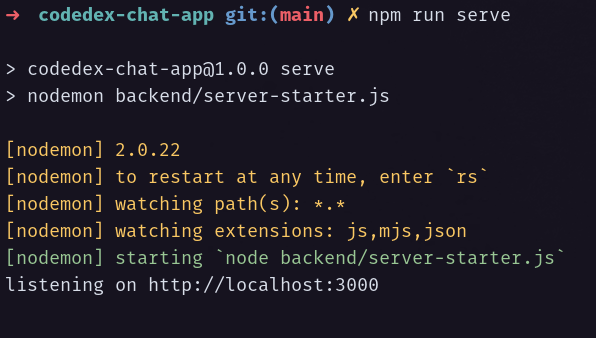 → codedex-chat-app git:(main) ✗ npm run serve
> codedex-chat-app@1.0.0 serve
> nodemon backend/server-starter.js
[nodemon] 2.0.22
[nodemon] to restart at any time, enter `rs`
[nodemon] watching path(s): *.*
[nodemon] watching extensions: js,mjs,json
[nodemon] starting `node backend/server-starter.js`
listening on http://localhost:3000